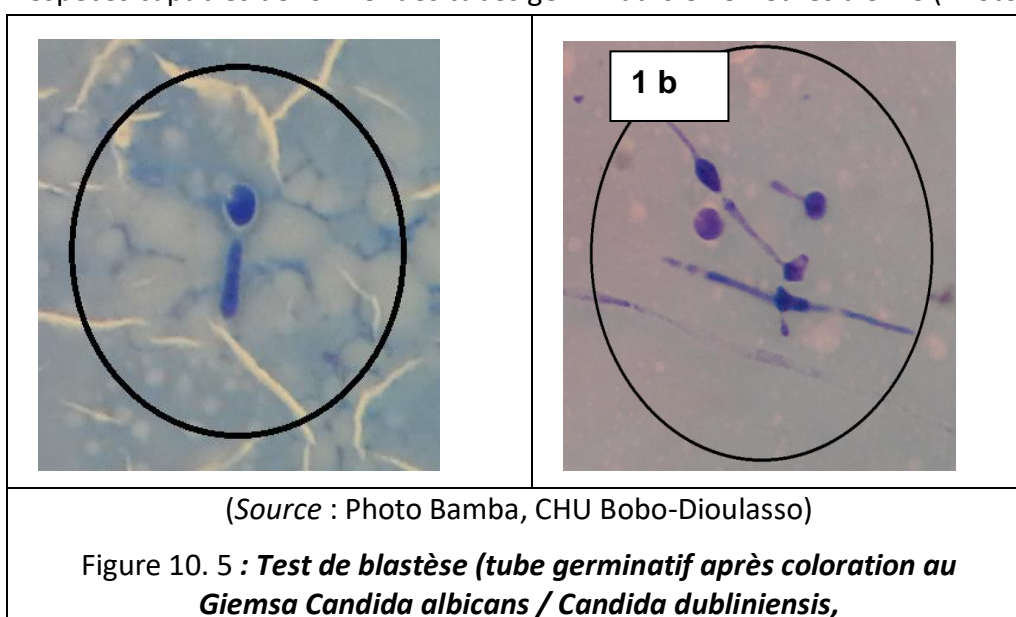 1 b
(Source : Photo Bamba, CHU Bobo-Dioulasso)
Figure 10. 5 : Test de blastèse (tube germinatif après coloration au
Giemsa Candida albicans / Candida dubliniensis,